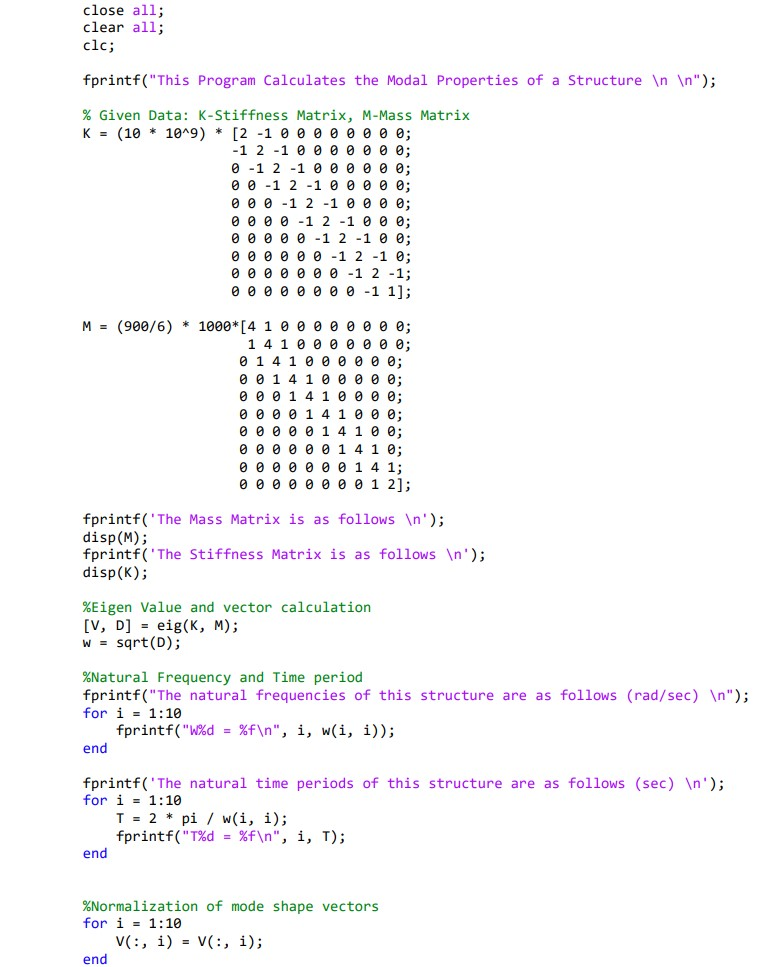 close all;
clear all;
clc;
fprintf("This Program Calculates the Modal Properties of a Structure \n \n");
% Given Data: K-Stiffness Matrix, M-Mass Matrix
K = (10 * 10^9) * [2 -1 0 0 0 0 0 0 0 0;
-1 2 -1 0 0 0 0 0 0 0;
0 -1 2 -1 0 0 0 0 0 0;
0 0 -1 2 -1 0 0 0 0 0;
0 0 0 -1 2 -1 0 0 0 0;
0 0 0 0 -1 2 -1 0 0 0;
0 0 0 0 0 -1 2 -1 0 0;
0 0 0 0 0 0 -1 2 -1 0;
0 0 0 0 0 0 0 -1 2 -1;
0 0 0 0 0 0 0 0 -1 1];
M = (900/6) * 1000*[4 1 0 0 0 0 0 0 0 0;
1 4 1 0 0 0 0 0 0 0;
0 1 4 1 0 0 0 0 0 0;
0 0 1 4 1 0 0 0 0 0;
0 0 0 1 4 1 0 0 0 0;
0 0 0 0 1 4 1 0 0 0;
0 0 0 0 0 1 4 1 0 0;
0 0 0 0 0 0 1 4 1 0;
0 0 0 0 0 0 0 1 4 1;
0 0 0 0 0 0 0 0 1 2];
fprintf('The Mass Matrix is as follows \n');
disp(M);
fprintf('The Stiffness Matrix is as follows \n');
disp(K);
%Eigen Value and vector calculation
[V, D] = eig(K, M);
w = sqrt(D);
%Natural Frequency and Time period
fprintf("The natural frequencies of this structure are as follows (rad/sec) \n");
for i = 1:10
fprintf("W%d = %f\n", i, w(i, i));
end
fprintf('The natural time periods of this structure are as follows (sec) \n');
for i = 1:10
T = 2 * pi / w(i, i);
fprintf("T%d = %f\n", i, T);
end
%Normalization of mode shape vectors
for i = 1:10
V(:, i) = V(:, i);
end